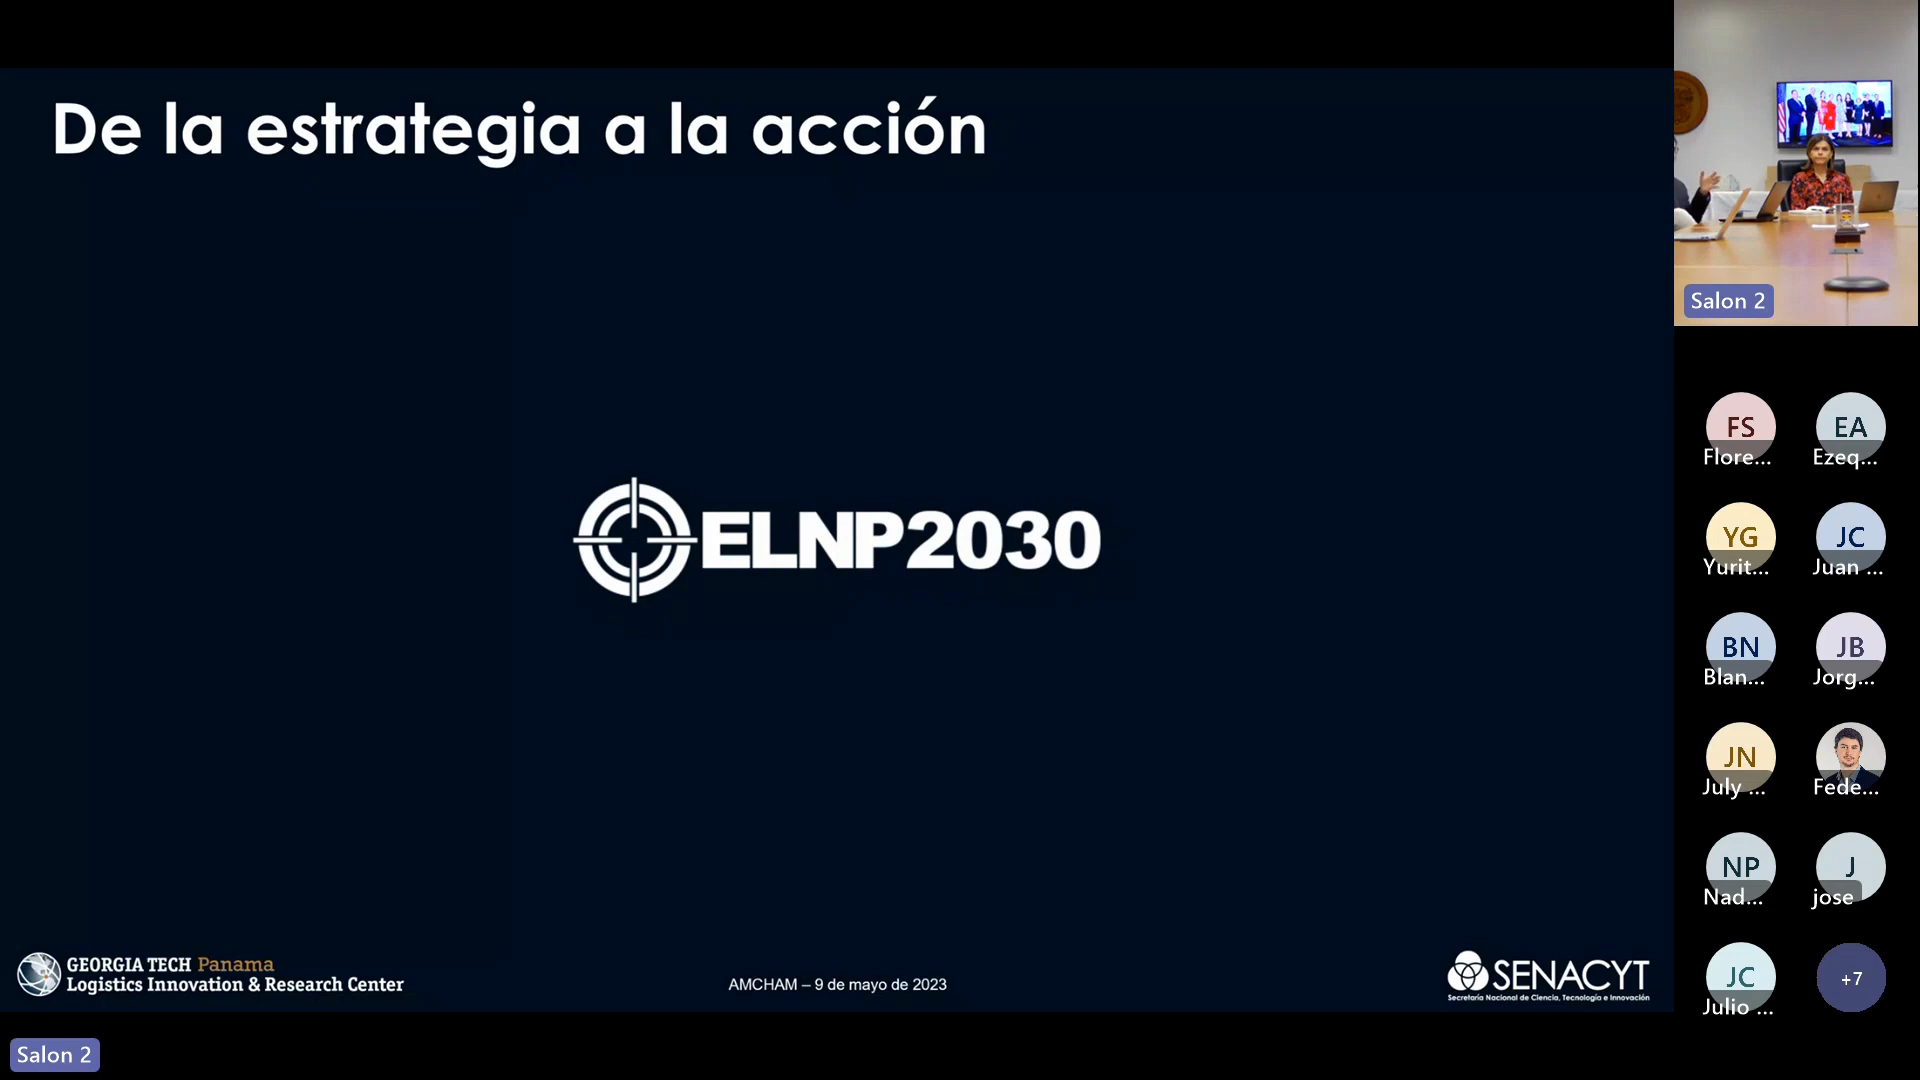 De la estrategia a la acción
ELNP2030
GEORGIA TECH Panama
Logistics Innovation & Research Center
AMCHAM – 9 de mayo de 2023
SENACYT
Secretaría Nacional de Ciencia, Tecnología e Innovación
Salon 2
Salon 2
FS
Flore...
EA
Ezeq...
YG
Yurit...
JC
Juan ...
BN
Blan...
JB
Jorg...
JN
July ...
Fede...
NP
Nad...
J
jose
JC
Julio ...
+7